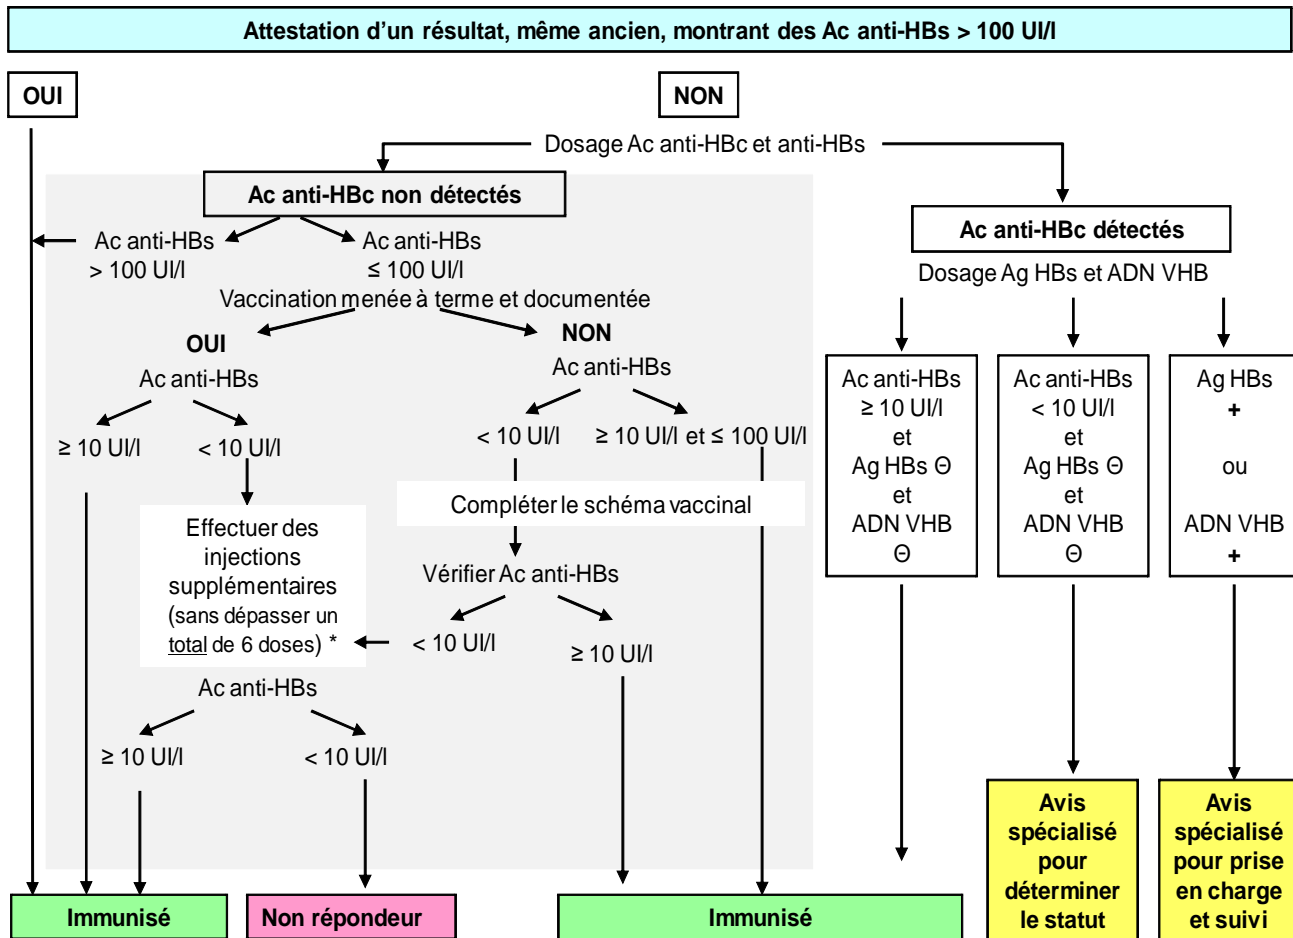 Attestation d’un résultat, même ancien, montrant des Ac anti-HBs > 100 UI/l
OUI
NON
Dosage Ac anti-HBc et anti-HBs
Ac anti-HBc non détectés
Ac anti-HBs
> 100 UI/l
Ac anti-HBs
≤ 100 UI/l
Vaccination menée à terme et documentée
OUI
Ac anti-HBs
≥ 10 UI/l
< 10 UI/l
NON
Ac anti-HBs
< 10 UI/l
≥ 10 UI/l et ≤ 100 UI/l
Effectuer des
injections
supplémentaires
(sans dépasser un
total de 6 doses) *
Compléter le schéma vaccinal
Vérifier Ac anti-HBs
< 10 UI/l
≥ 10 UI/l
Ac anti-HBs
≥ 10 UI/l
< 10 UI/l
Ac anti-HBc détectés
Dosage Ag HBs et ADN VHB
Ac anti-HBs
≥ 10 UI/l
et
Ag HBs Θ
et
ADN VHB
Θ
Ac anti-HBs
< 10 UI/l
et
Ag HBs Θ
et
ADN VHB
Θ
Ag HBs
+
ou
ADN VHB
+
Immunisé
Non répondeur
Immunisé
Avis
spécialisé
pour
déterminer
le statut
Avis
spécialisé
pour prise
en charge
et suivi